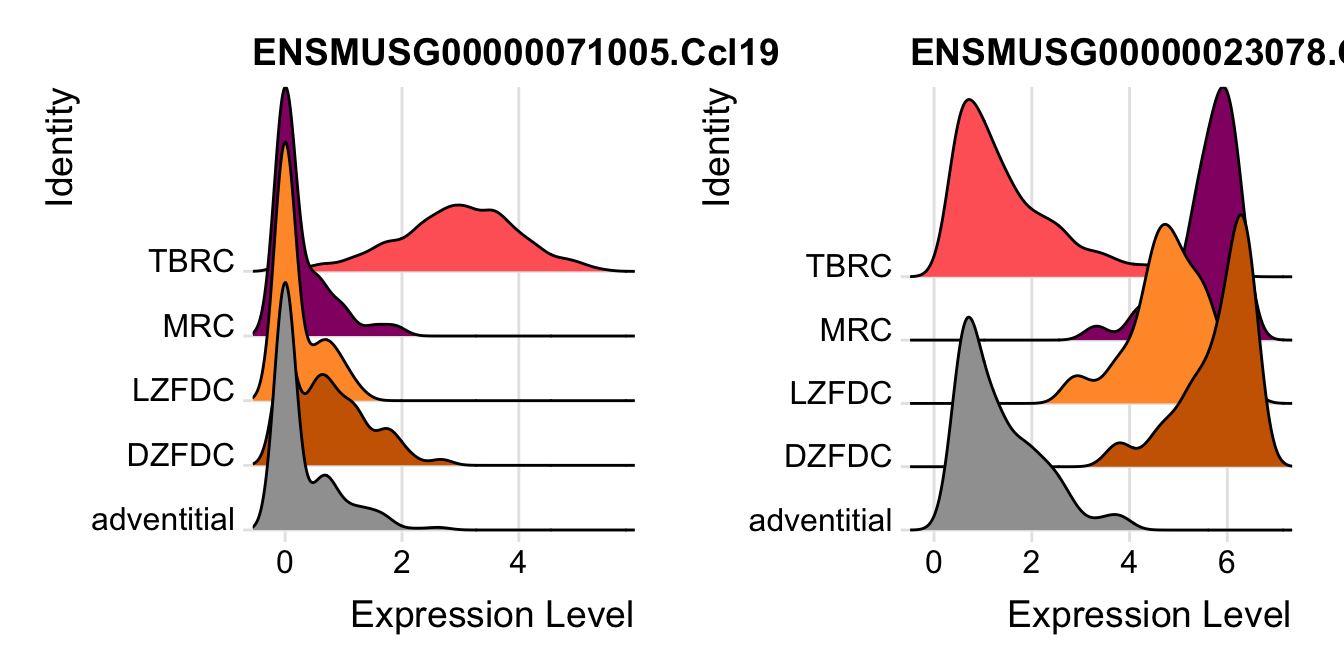 ENSMUSG00000071005.Ccl19
Identity
TBRC
MRC
LZFDC
DZFDC
adventitial
0 2 4
Expression Level
ENSMUSG00000023078.
Identity
TBRC
MRC
LZFDC
DZFDC
adventitial
0 2 4 6
Expression Level